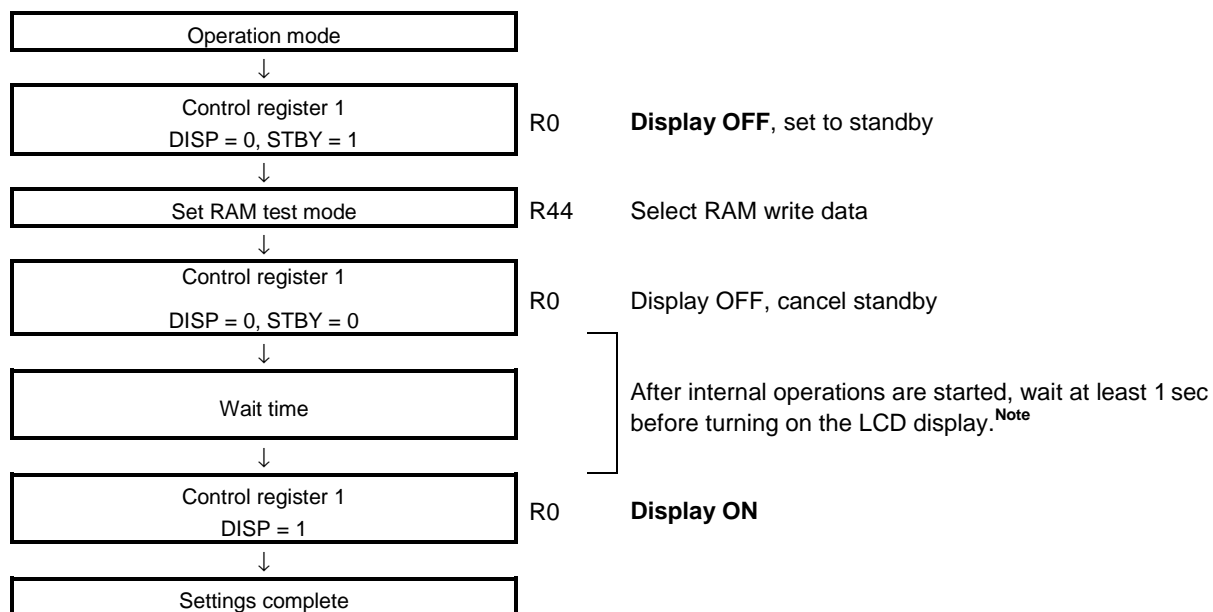 Operation mode
↓
Control register 1
DISP = 0, STBY = 1
R0
Display OFF, set to standby
↓
Set RAM test mode
R44
Select RAM write data
↓
Control register 1
DISP = 0, STBY = 0
R0
Display OFF, cancel standby
↓
Wait time
After internal operations are started, wait at least 1 sec
before turning on the LCD display.Note
↓
Control register 1
DISP = 1
R0
Display ON
↓
Settings complete